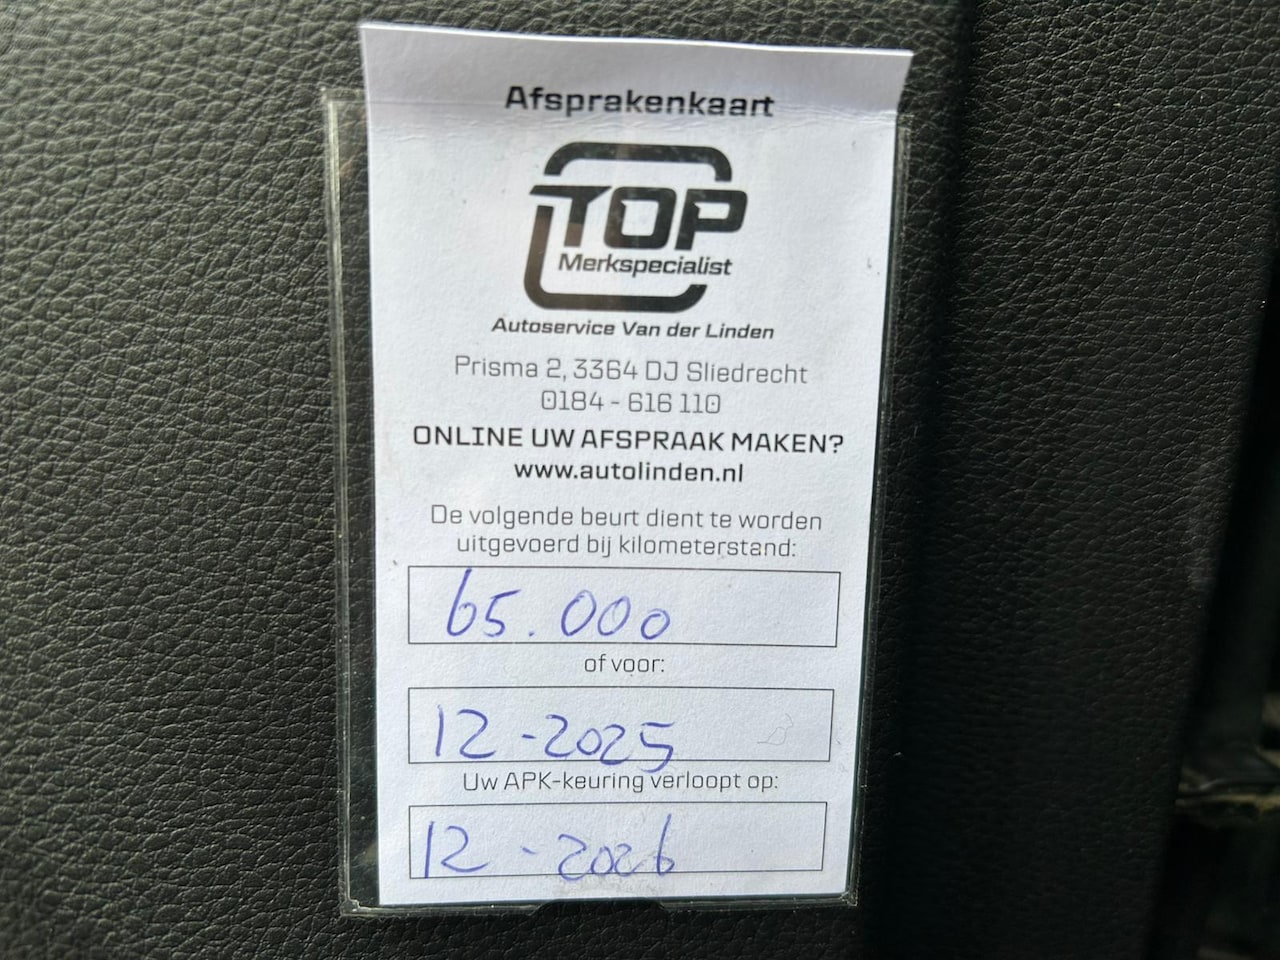 Afsprakenkaart
TOP
Merkspecialist
Autoservice Van der Linden
Prisma 2, 3364 DJ Sliedrecht
0184 - 616 110
ONLINE UW AFSPRAAK MAKEN?
www.autolinden.nl
De volgende beurt dient te worden
uitgevoerd bij kilometerstand:
65.000
of voor:
12-2025
Uw APK-keuring verloopt op:
12-2026